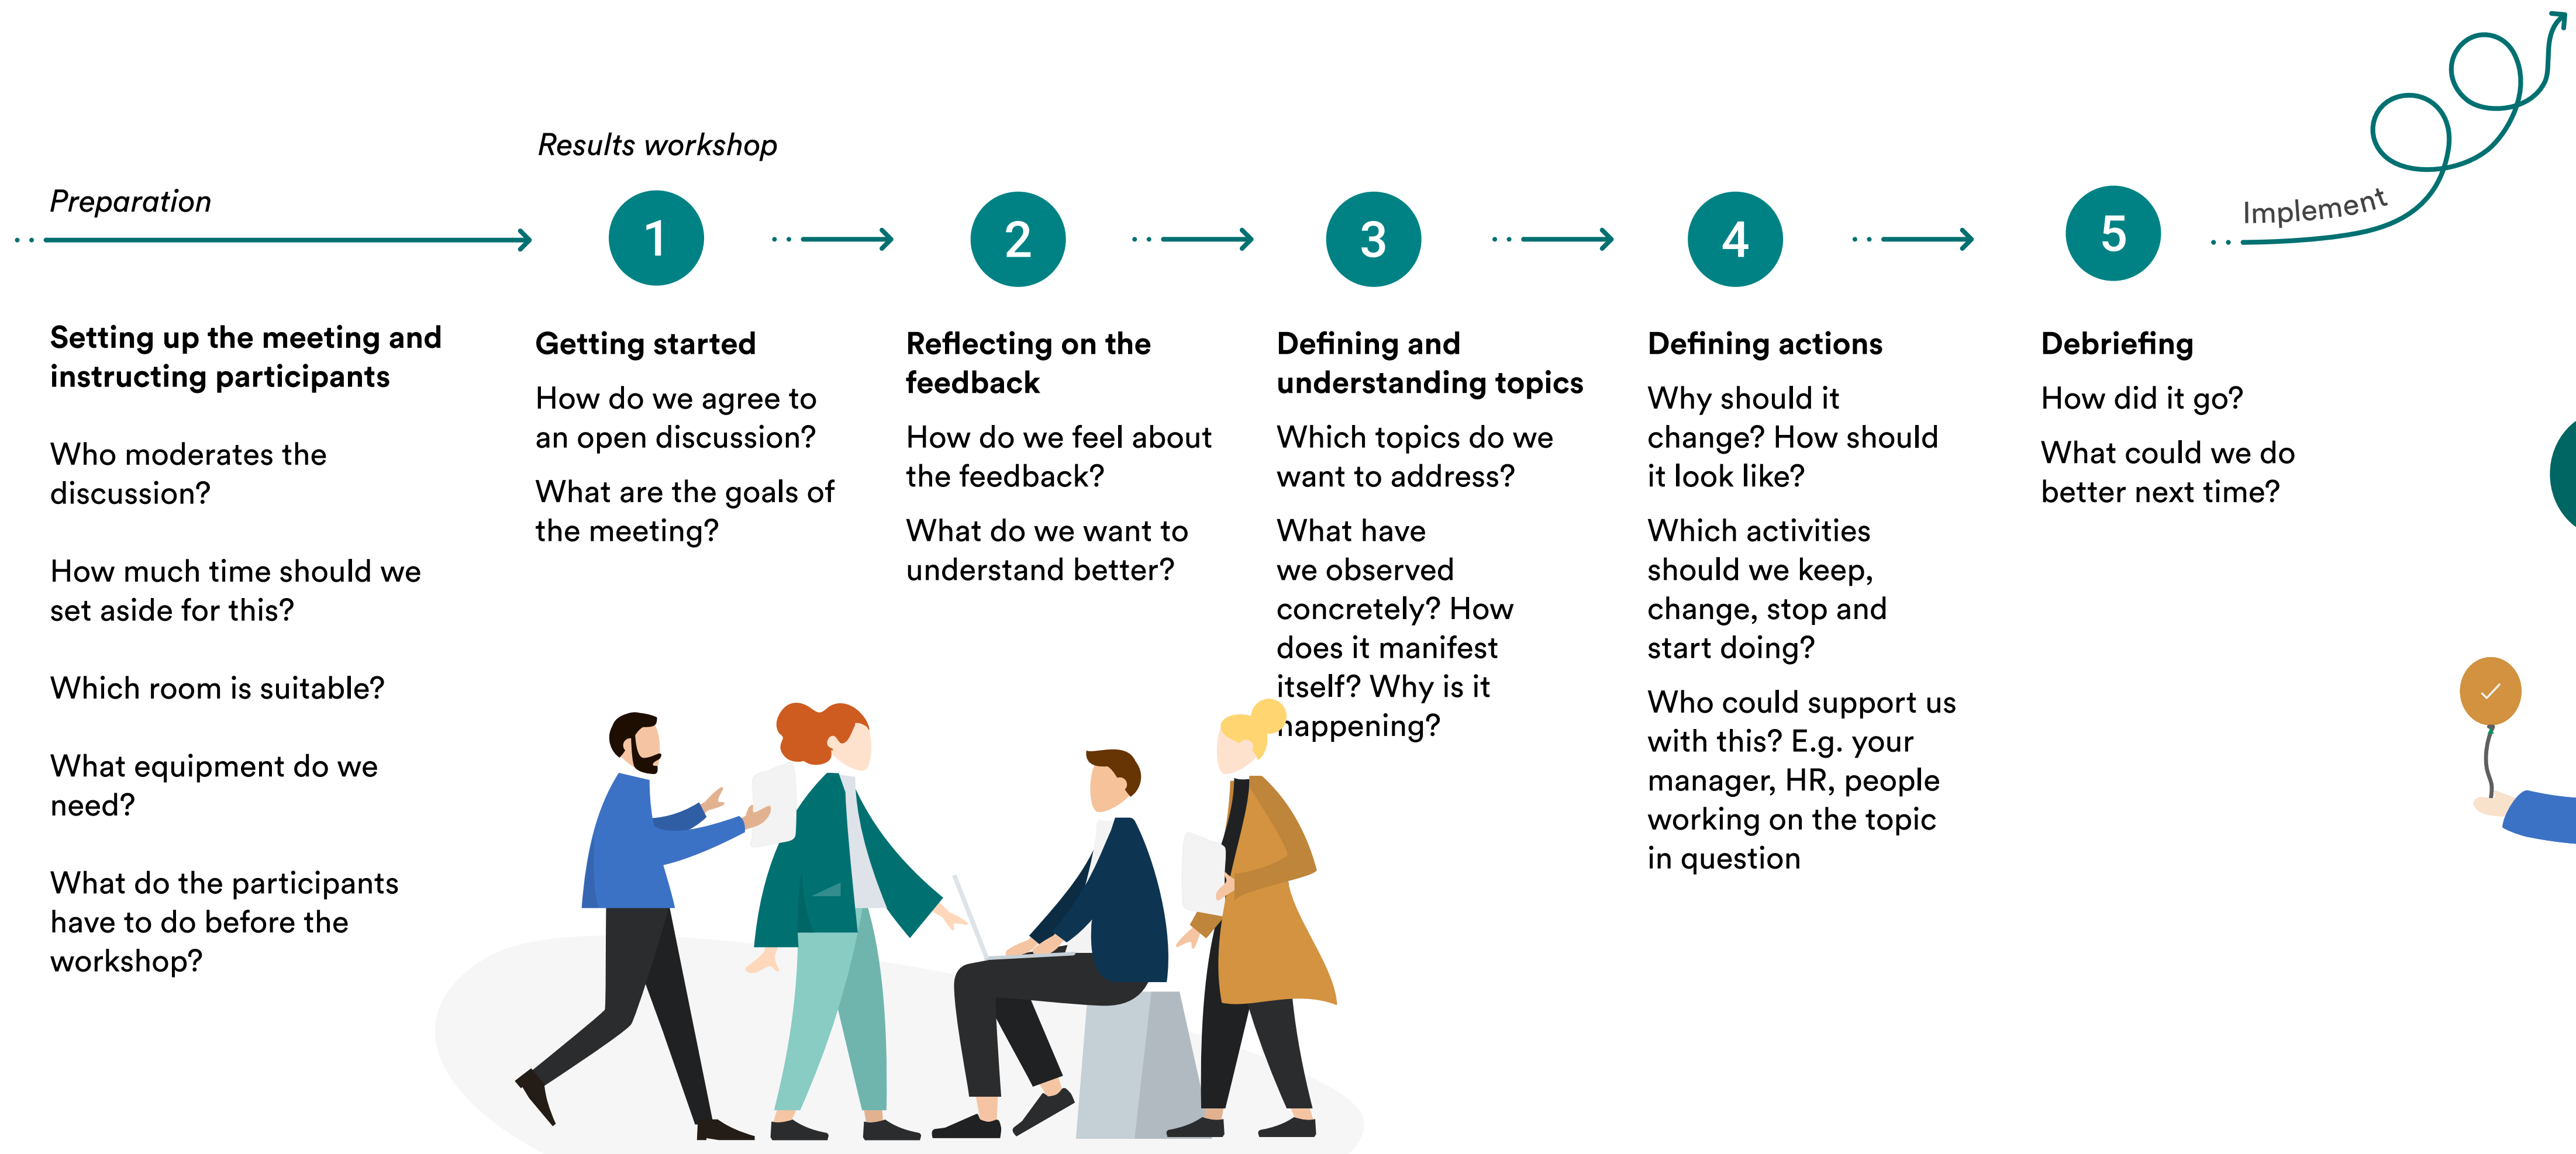 Results workshop
Preparation
1
2
3
4
5
Implement
Setting up the meeting and
instructing participants
Who moderates the
discussion?
How much time should we
set aside for this?
Which room is suitable?
What equipment do we
need?
What do the participants
have to do before the
workshop?
Getting started
How do we agree to
an open discussion?
What are the goals of
the meeting?
Reflecting on the
feedback
How do we feel about
the feedback?
What do we want to
understand better?
Defining and
understanding topics
Which topics do we
want to address?
What have
we observed
concretely? How
does it manifest
itself? Why is it
happening?
Defining actions
Why should it
change? How should
it look like?
Which activities
should we keep,
change, stop and
start doing?
Who could support us
with this? E.g. your
manager, HR, people
working on the topic
in question
Debriefing
How did it go?
What could we do
better next time?